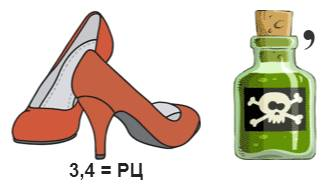 ,
3,4 = РЦ